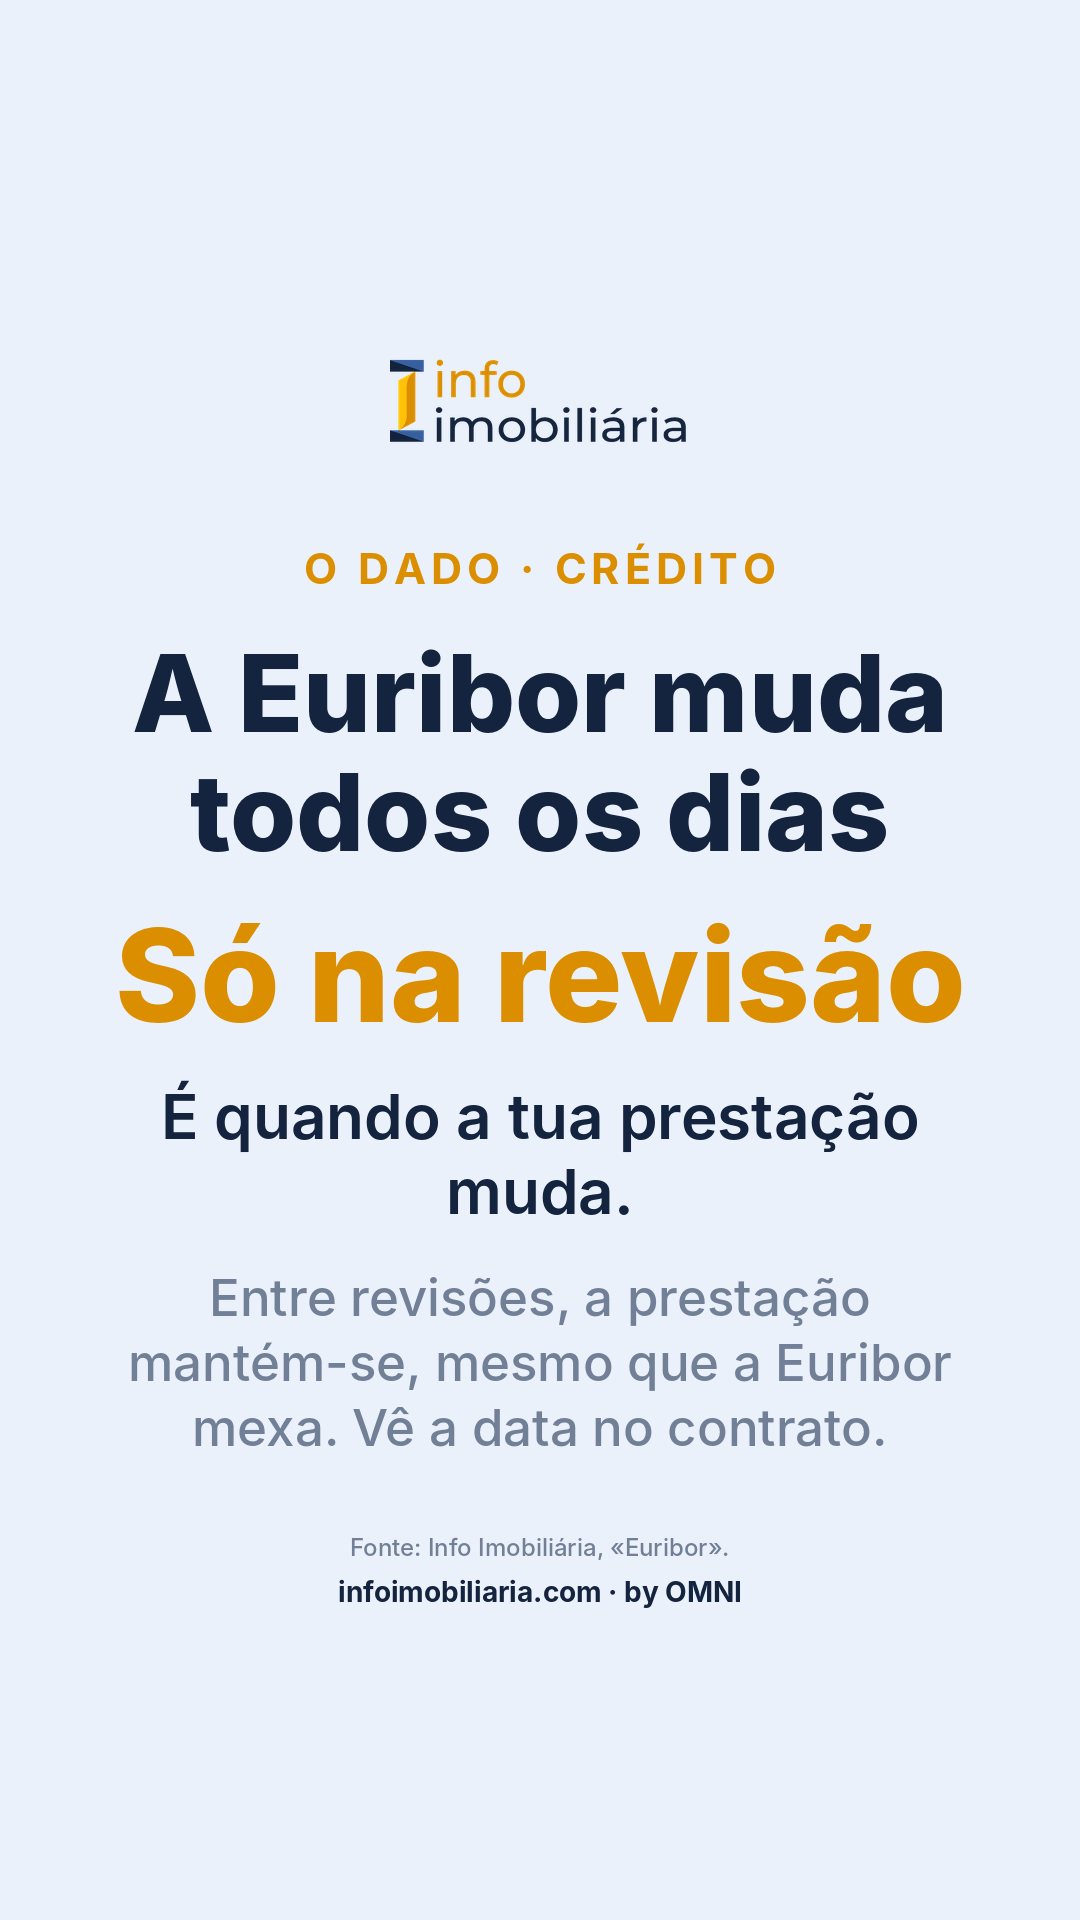 info
imobiliária
O DADO · CRÉDITO
A Euribor muda
todos os dias
Só na revisão
É quando a tua prestação
muda.
Entre revisões, a prestação
mantém-se, mesmo que a Euribor
mexa. Vê a data no contrato.
Fonte: Info Imobiliária, «Euribor».
infoimobiliaria.com · by OMNI